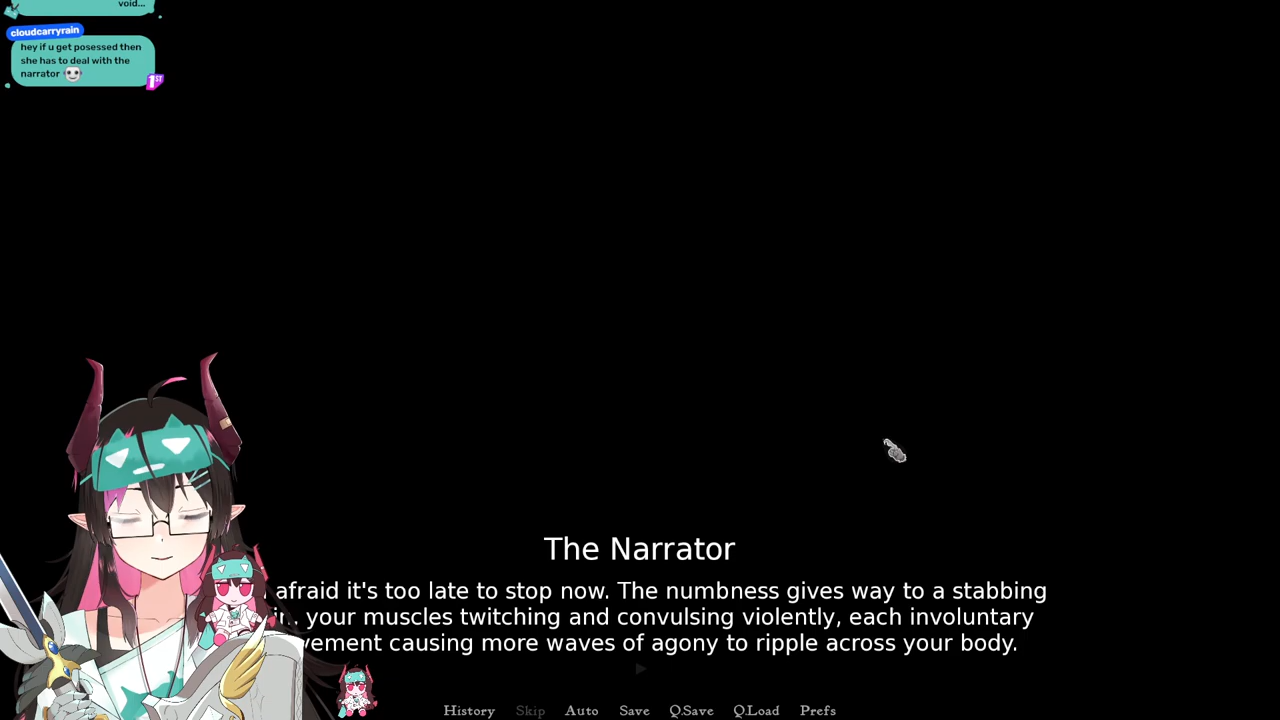 void...
cloudcarryrain
hey if u get posessed then
she has to deal with the
narrator
1ST
The Narrator
afraid it's too late to stop now. The numbness gives way to a stabbing
your muscles twitching and convulsing violently, each involuntary
vement causing more waves of agony to ripple across your body.
History Skip Auto Save Q.Save Q.Load Prefs